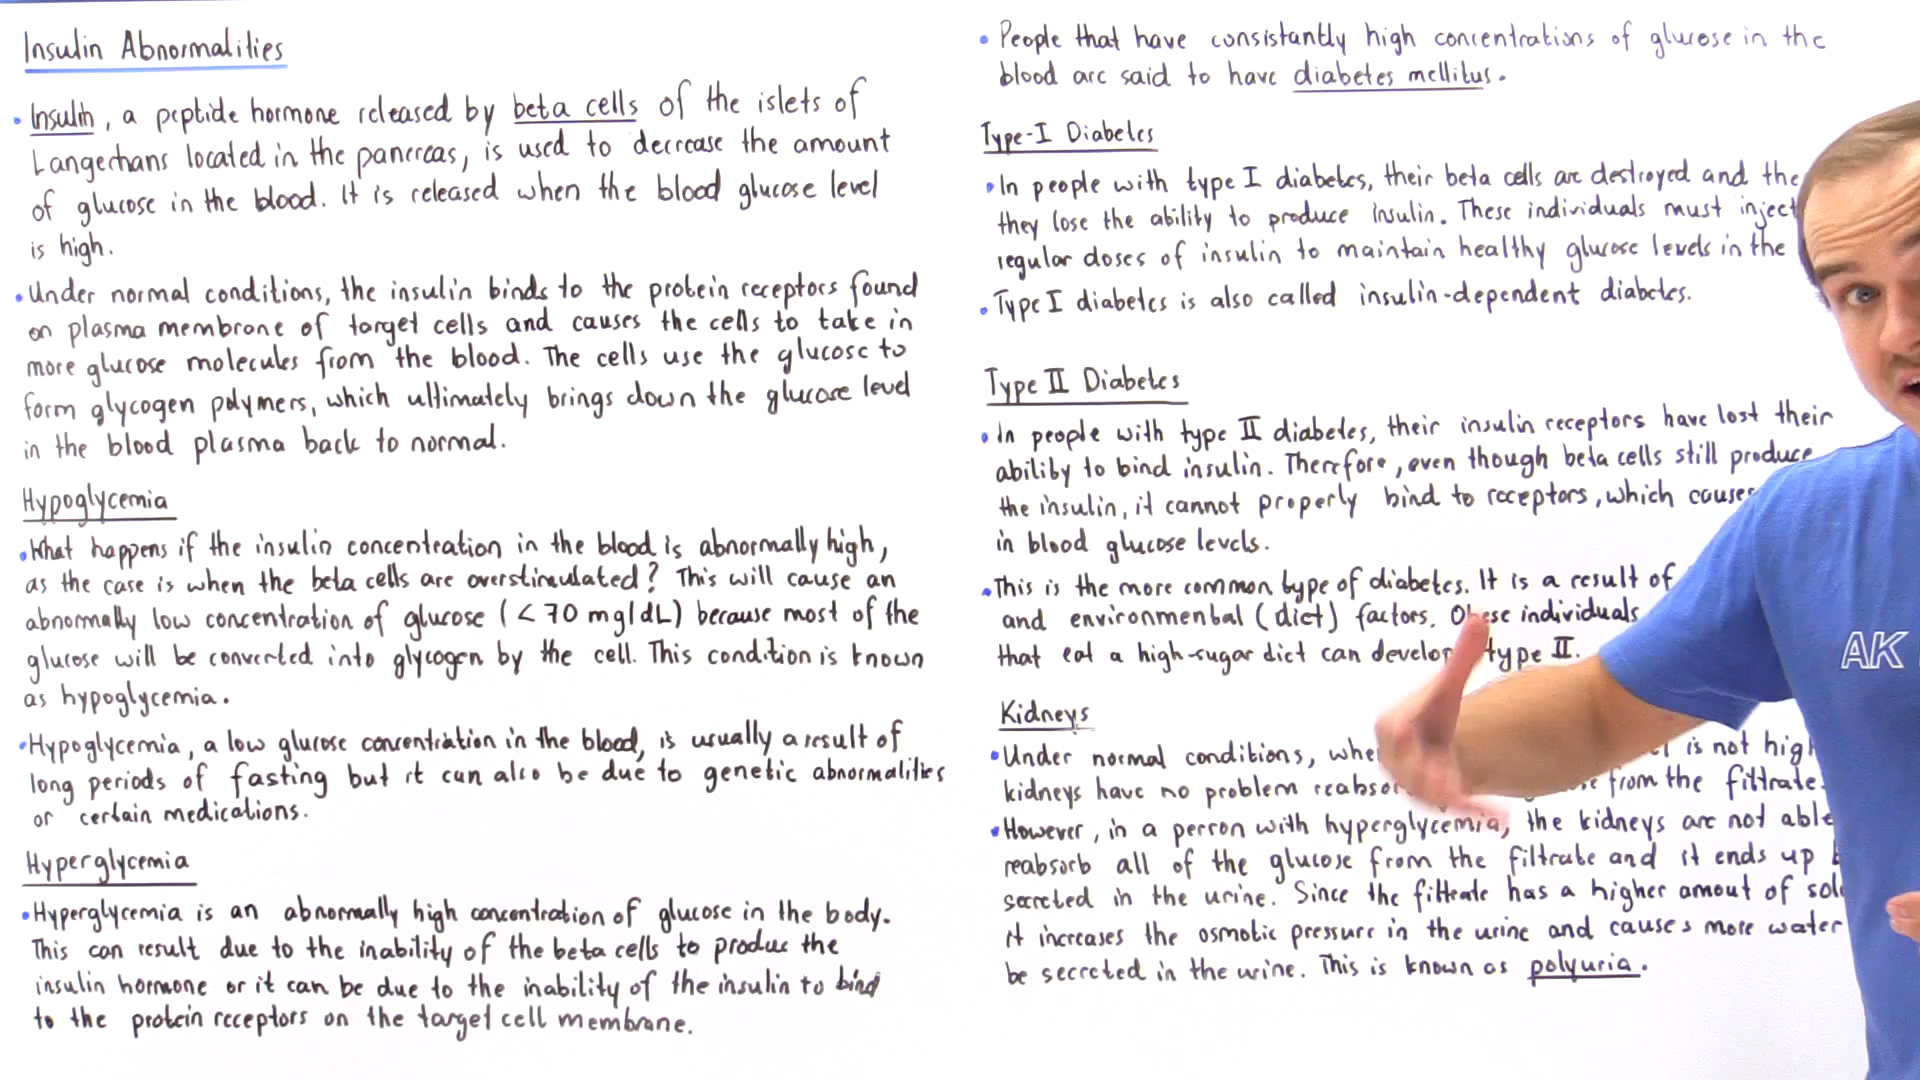 Insulin Abnormalities
• Insulin, a peptide hormone released by beta cells of the islets of
Langerhans located in the pancreas, is used to decrease the amount
of glucose in the blood. It is released when the blood glucose level
is high.
• Under normal conditions, the insulin binds to the protein receptors found
on plasma membrane of target cells and causes the cells to take in
more glucose molecules from the blood. The cells use the glucose to
form glycogen polymers, which ultimately brings down the glucose level
in the blood plasma back to normal.
Hypoglycemia
• What happens if the insulin concentration in the blood is abnormally high,
as the case is when the beta cells are overstimulated? This will cause an
abnormally low concentration of glucose (<70 mg/dL) because most of the
glucose will be converted into glycogen by the cell. This condition is known
as hypoglycemia.
• Hypoglycemia, a low glucose concentration in the blood, is usually a result of
long periods of fasting but it can also be due to genetic abnormalities
or certain medications.
Hyperglycemia
• Hyperglycemia is an abnormally high concentration of glucose in the body.
This can result due to the inability of the beta cells to produce the
insulin hormone or it can be due to the inability of the insulin to bind
to the protein receptors on the target cell membrane.
• People that have consistantly high concentrations of glucose in the
blood are said to have diabetes mellitus.
Type-I Diabetes
• In people with type I diabetes, their beta cells are destroyed and the
they lose the ability to produce insulin. These individuals must inject
regular doses of insulin to maintain healthy glucose levels in the
• Type I diabetes is also called insulin-dependent diabetes.
Type II Diabetes
• In people with type II diabetes, their insulin receptors have lost their
ability to bind insulin. Therefore, even though beta cells still produce
the insulin, it cannot properly bind to receptors, which causes
in blood glucose levels.
• This is the more common type of diabetes. It is a result of
and environmental (diet) factors. Obese individuals
that eat a high-sugar diet can develop type II.
Kidneys
• Under normal conditions, is not high
kidneys have no problem from the filtrate.
• However, in a person with hyperglycemia, the kidneys are not able
reabsorb all of the glucose from the filtrate and it ends up
secreted in the urine. Since the filtrate has a higher amout of
it increases the osmotic pressure in the urine and causes more water
be secreted in the urine. This is known as polyuria.
AK